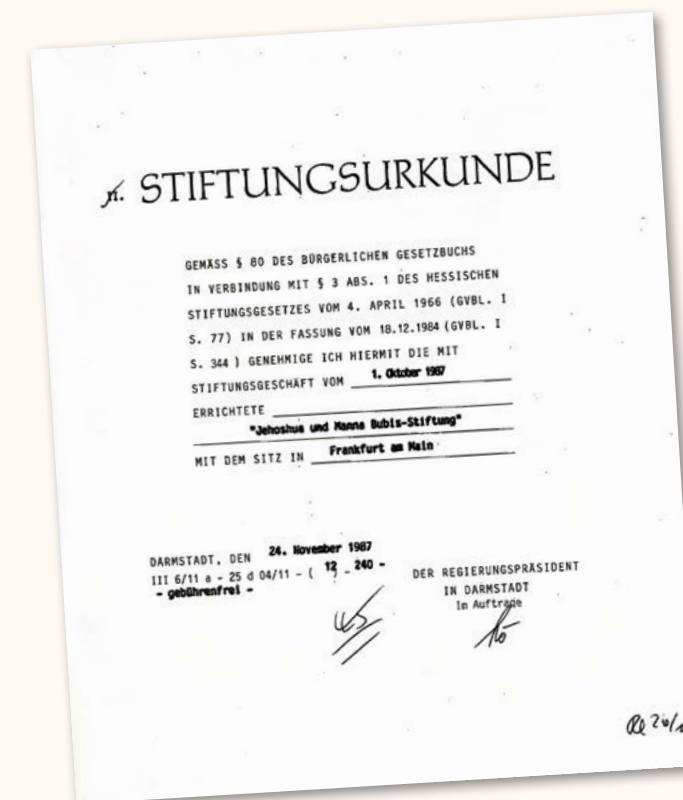 n. STIFTUNGSURKUNDE
GEMÄSS § 80 DES BÜRGERLICHEN GESETZBUCHS
IN VERBINDUNG MIT § 3 ABS. 1 DES HESSISCHEN
STIFTUNGSGESETZES VOM 4. APRIL 1966 (GVBL. I
S. 77) IN DER FASSUNG VOM 18.12.1984 (GVBL. I
S. 344 ) GENEHMIGE ICH HIERMIT DIE MIT
STIFTUNGSGESCHÄFT VOM 1. Oktober 1987
ERRICHTETE
"Jehoshua und Hanna Bubis-Stiftung"
MIT DEM SITZ IN Frankfurt am Main
DARMSTADT, DEN 24. November 1987
III 6/11 a - 25 d 04/11 - ( 12 ) - 240 -
- gebührenfrei -
DER REGIERUNGSPRÄSIDENT
IN DARMSTADT
Im Auftrage